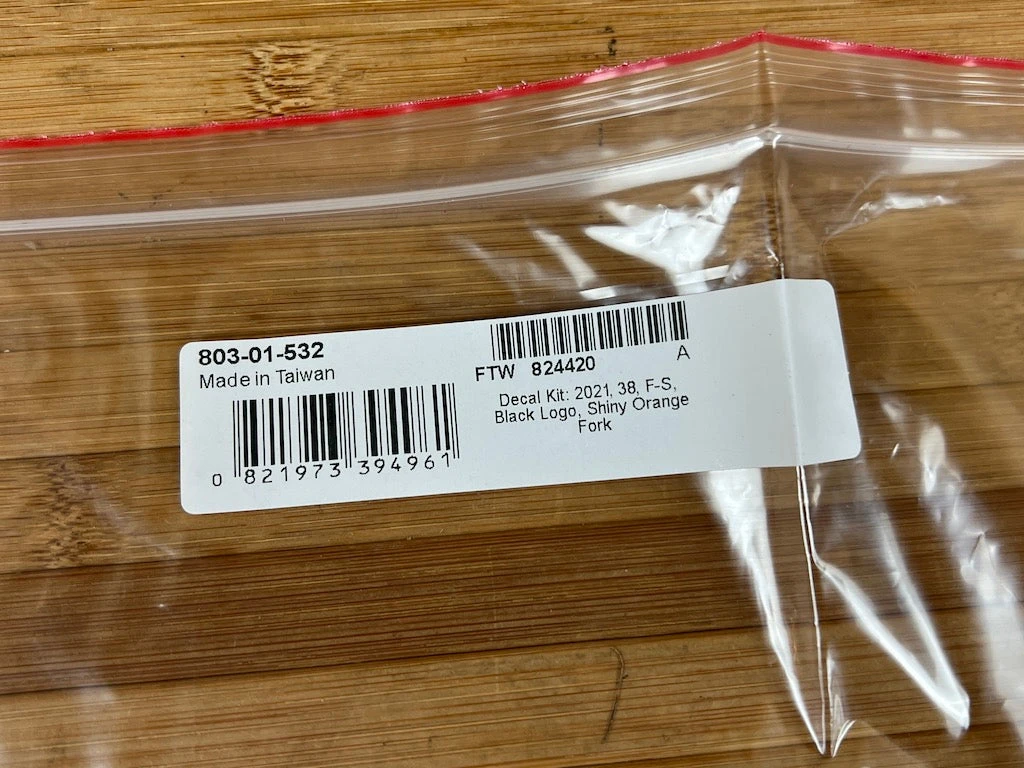 803-01-532
Made in Taiwan
0 821973 394961
FTW 824420
A
Decal Kit: 2021, 38, F-S,
Black Logo, Shiny Orange
Fork